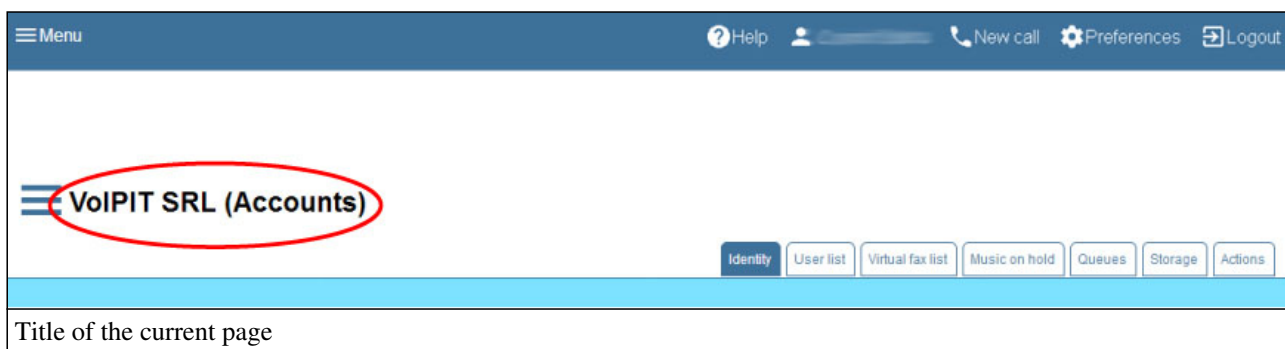 Menu
Help New call Preferences Logout
VoIPIT SRL (Accounts)
Identity User list Virtual fax list Music on hold Queues Storage Actions
Title of the current page